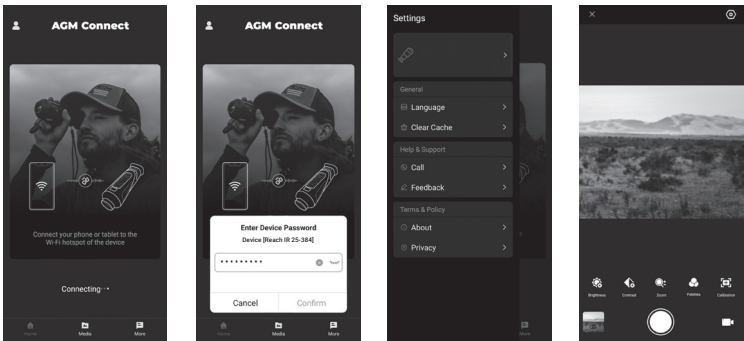 AGM Connect
Connect your phone or tablet to the
Wi-Fi hotspot of the device
Connecting···
Home
Media
More
AGM Connect
Enter Device Password
Device [Reach IR 25-384]
•••••••••
Cancel
Confirm
Home
Media
More
Settings
General
Language
Clear Cache
Help & Support
Call
Feedback
Terms & Policy
About
Privacy
More
Brightness
Contrast
Zoom
Palettes
Calibration